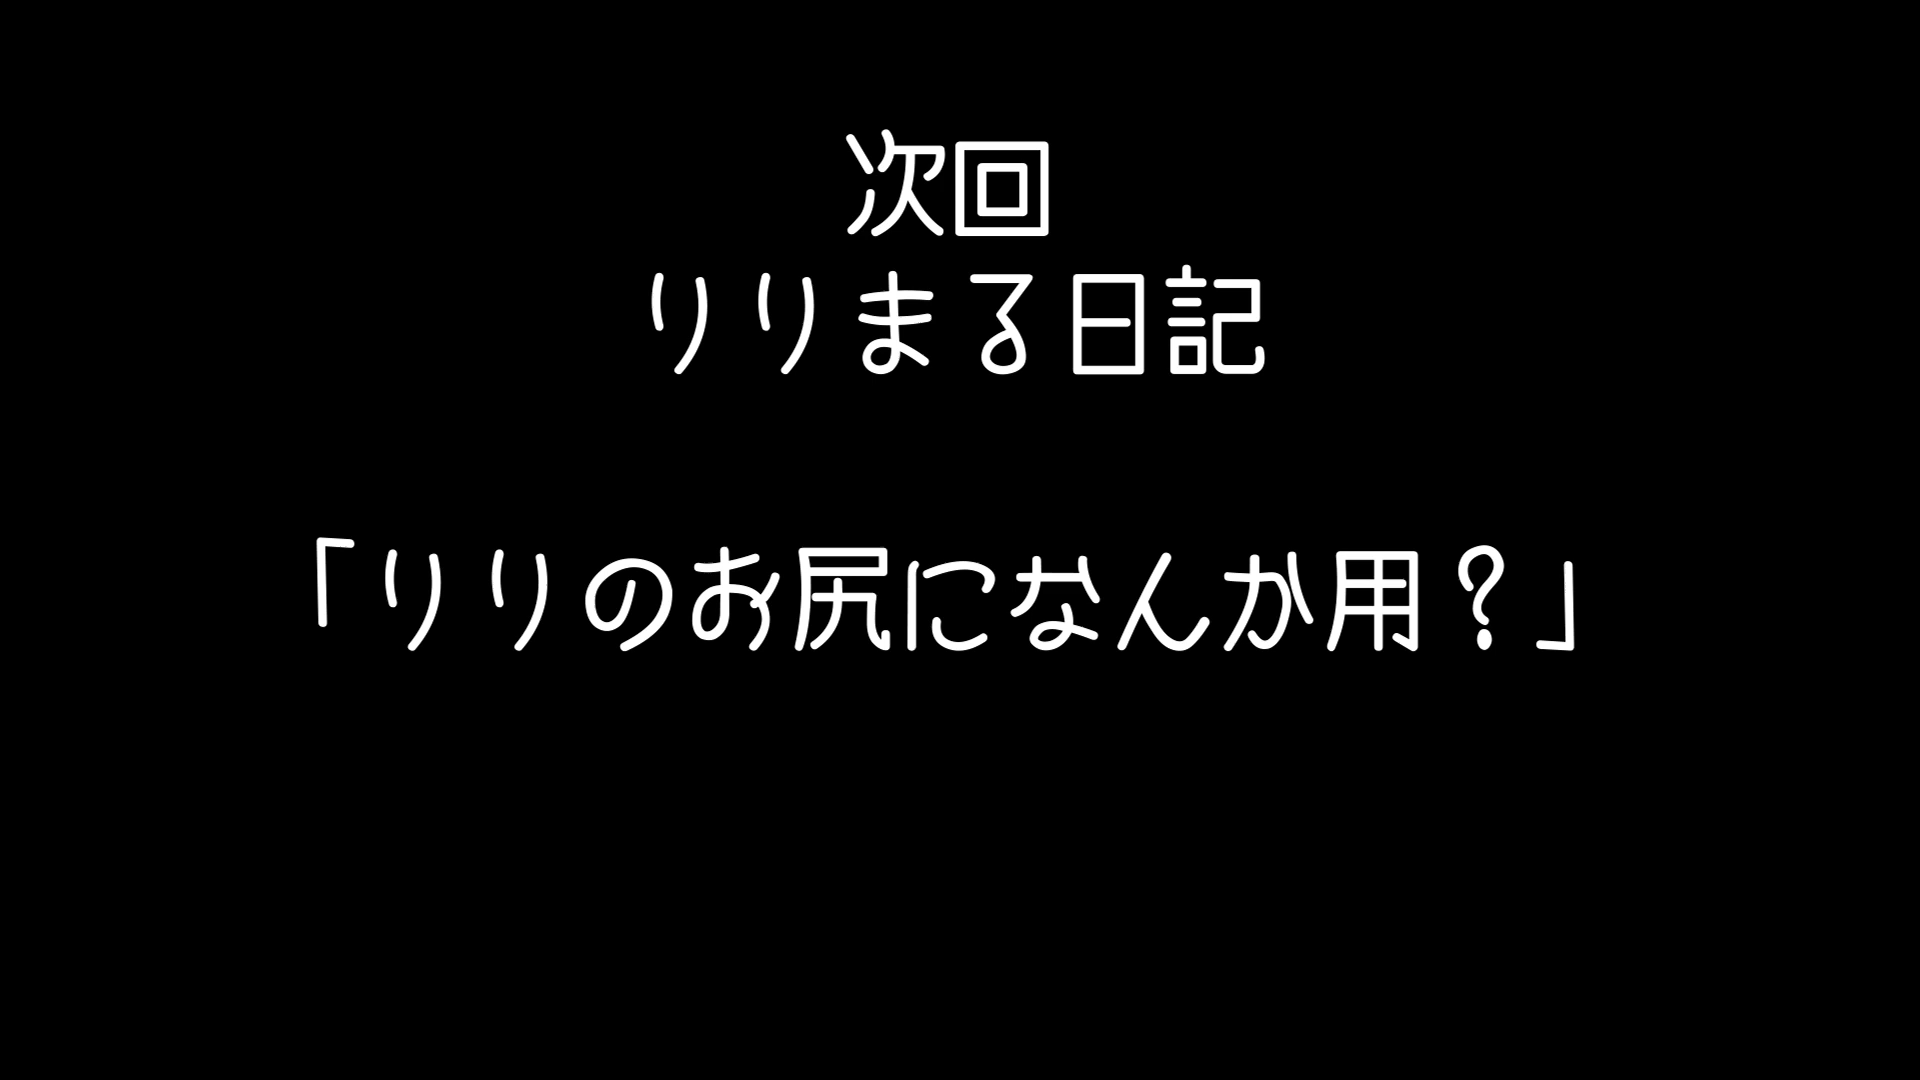 次回
りりまる日記
「りりのお尻になんか用？」